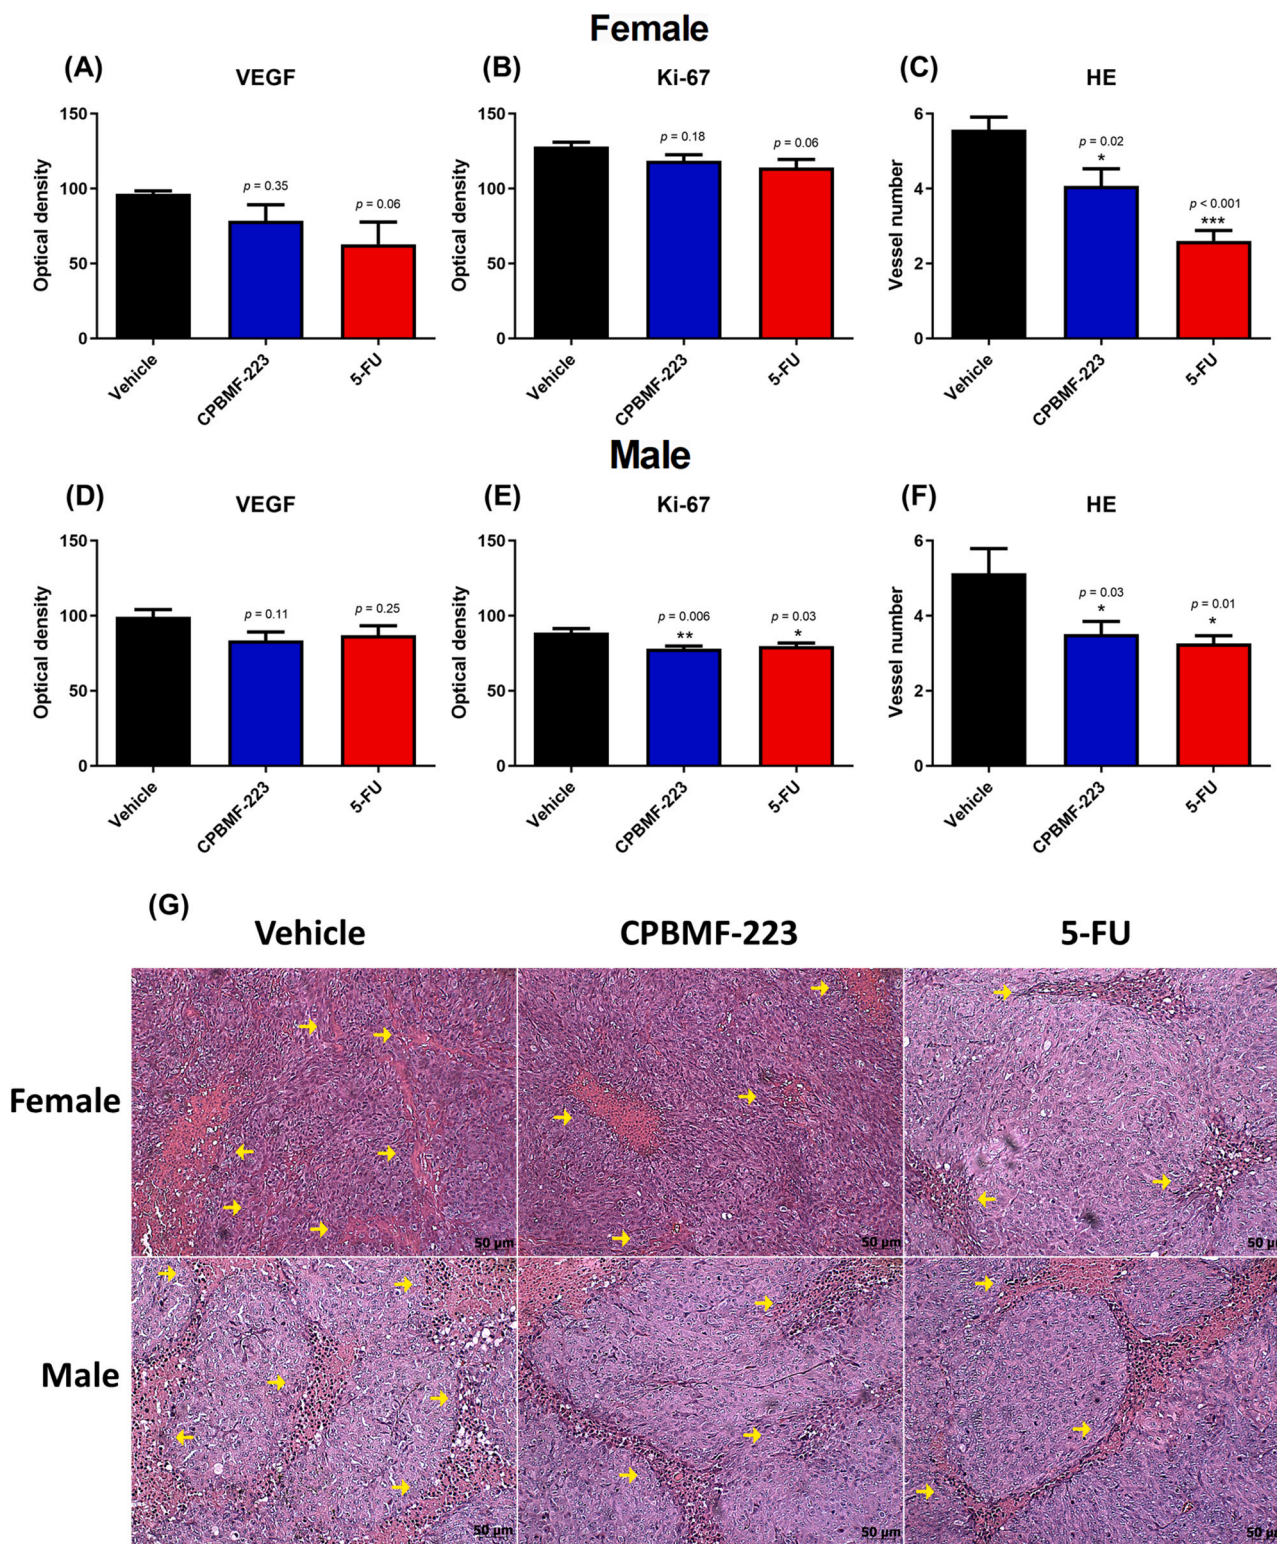 Female
(A) VEGF
150
100
50
0
Optical density
p = 0.35
p = 0.06
Vehicle
CPBMF-223
5-FU
(B) Ki-67
150
100
50
0
Optical density
p = 0.18
p = 0.06
Vehicle
CPBMF-223
5-FU
(C) HE
6
4
2
0
Vessel number
p = 0.02
*
p < 0.001
***
Vehicle
CPBMF-223
5-FU
Male
(D) VEGF
150
100
50
0
Optical density
p = 0.11
p = 0.25
Vehicle
CPBMF-223
5-FU
(E) Ki-67
150
100
50
0
Optical density
p = 0.006
**
p = 0.03
*
Vehicle
CPBMF-223
5-FU
(F) HE
6
4
2
0
Vessel number
p = 0.03
*
p = 0.01
*
Vehicle
CPBMF-223
5-FU
(G)
Vehicle CPBMF-223 5-FU
Female
50 µm 50 µm 50 µm
Male
50 µm 50 µm 50 µm